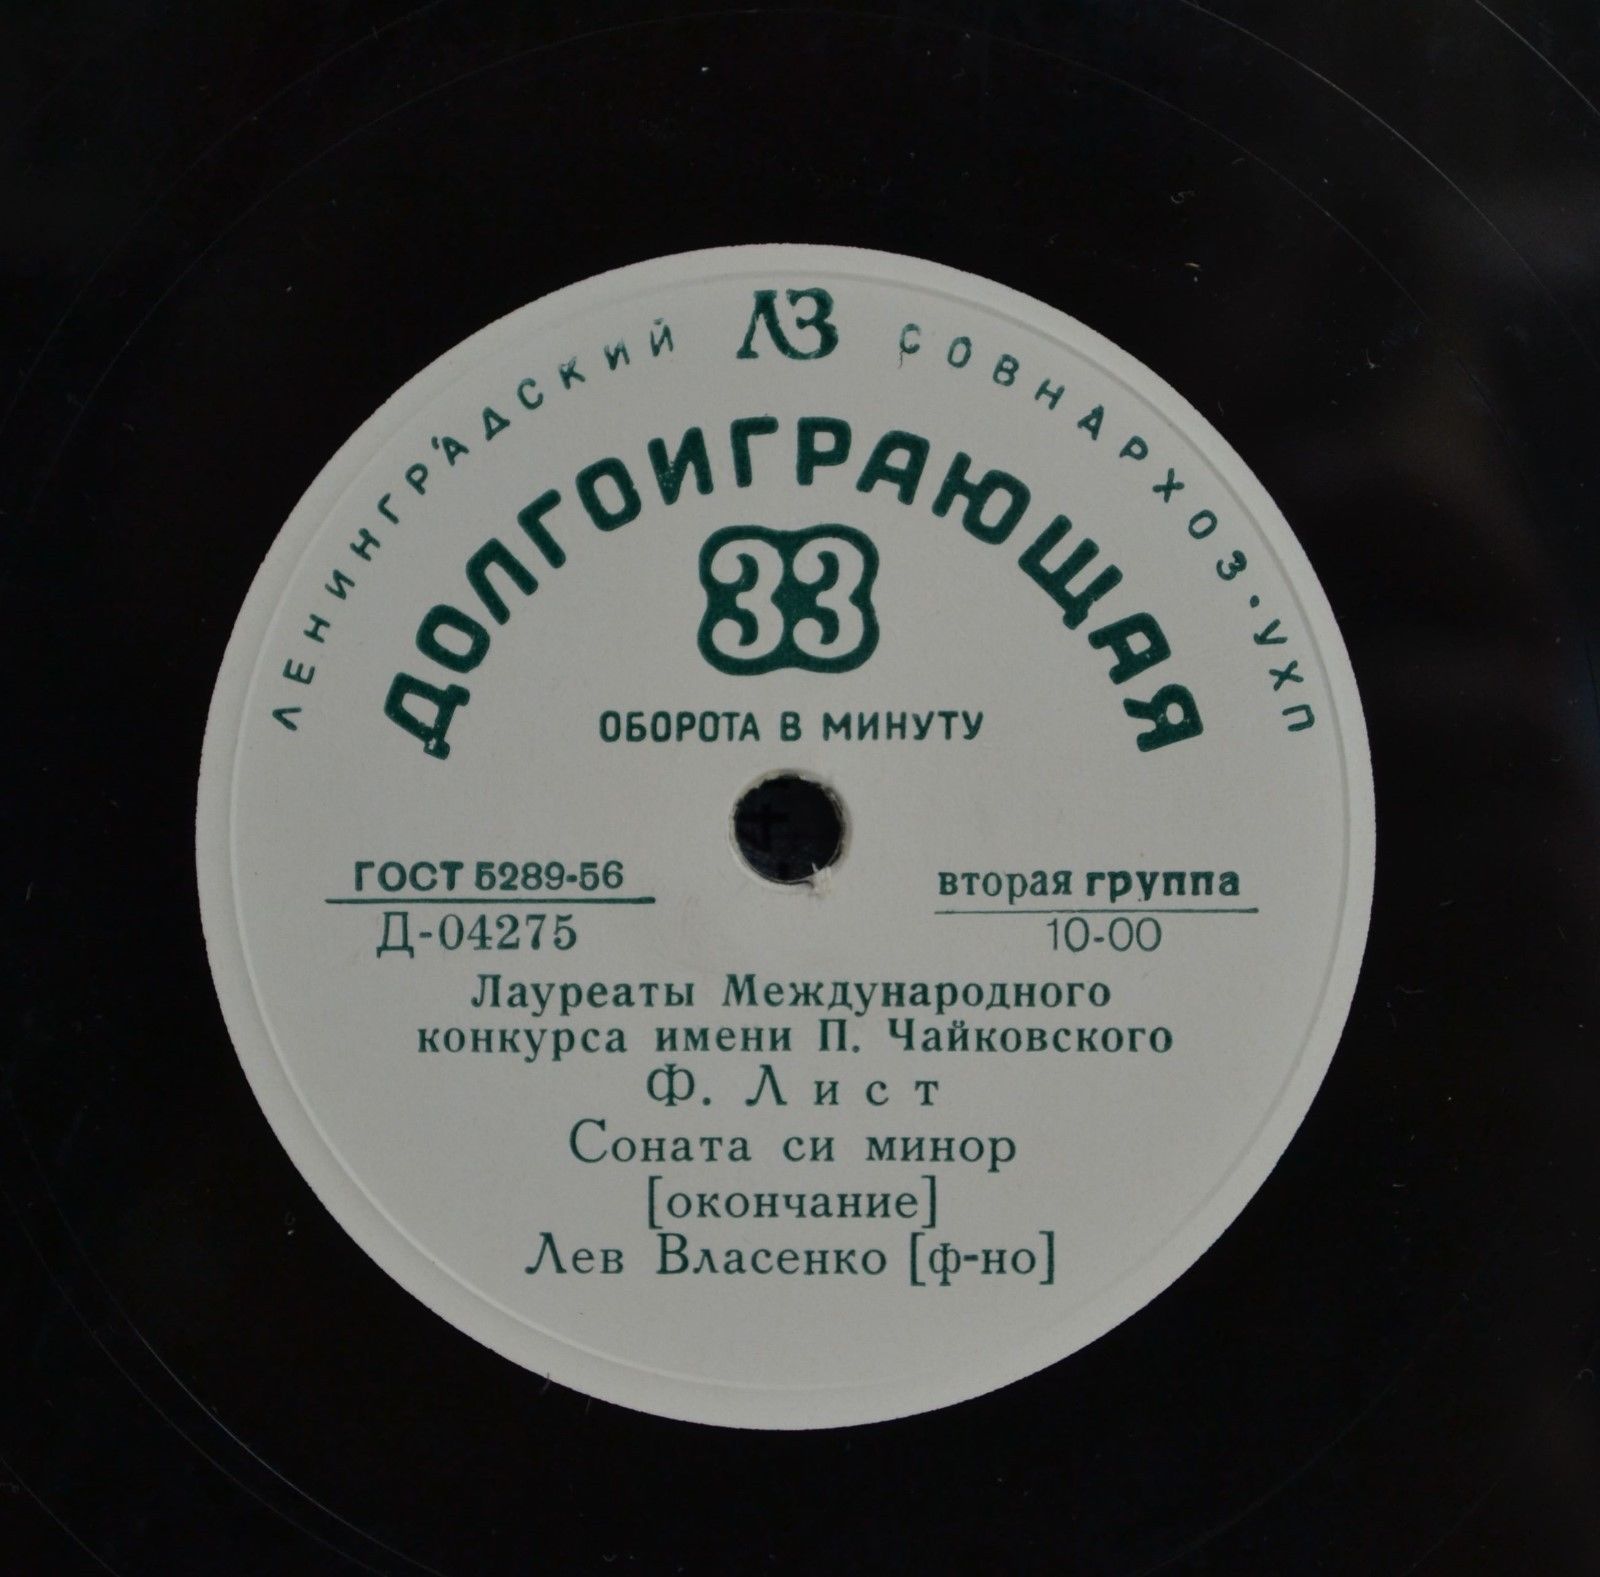 ЛЕНИНГРАДСКИЙ ЛЗ СОВНАРХОЗ·УХП
ДОЛГОИГРАЮЩАЯ
33
ОБОРОТА В МИНУТУ
ГОСТ 5289-56
Д-04275
вторая группа
10-00
Лауреаты Международного
конкурса имени П. Чайковского
Ф. Лист
Соната си минор
[окончание]
Лев Власенко [ф-но]